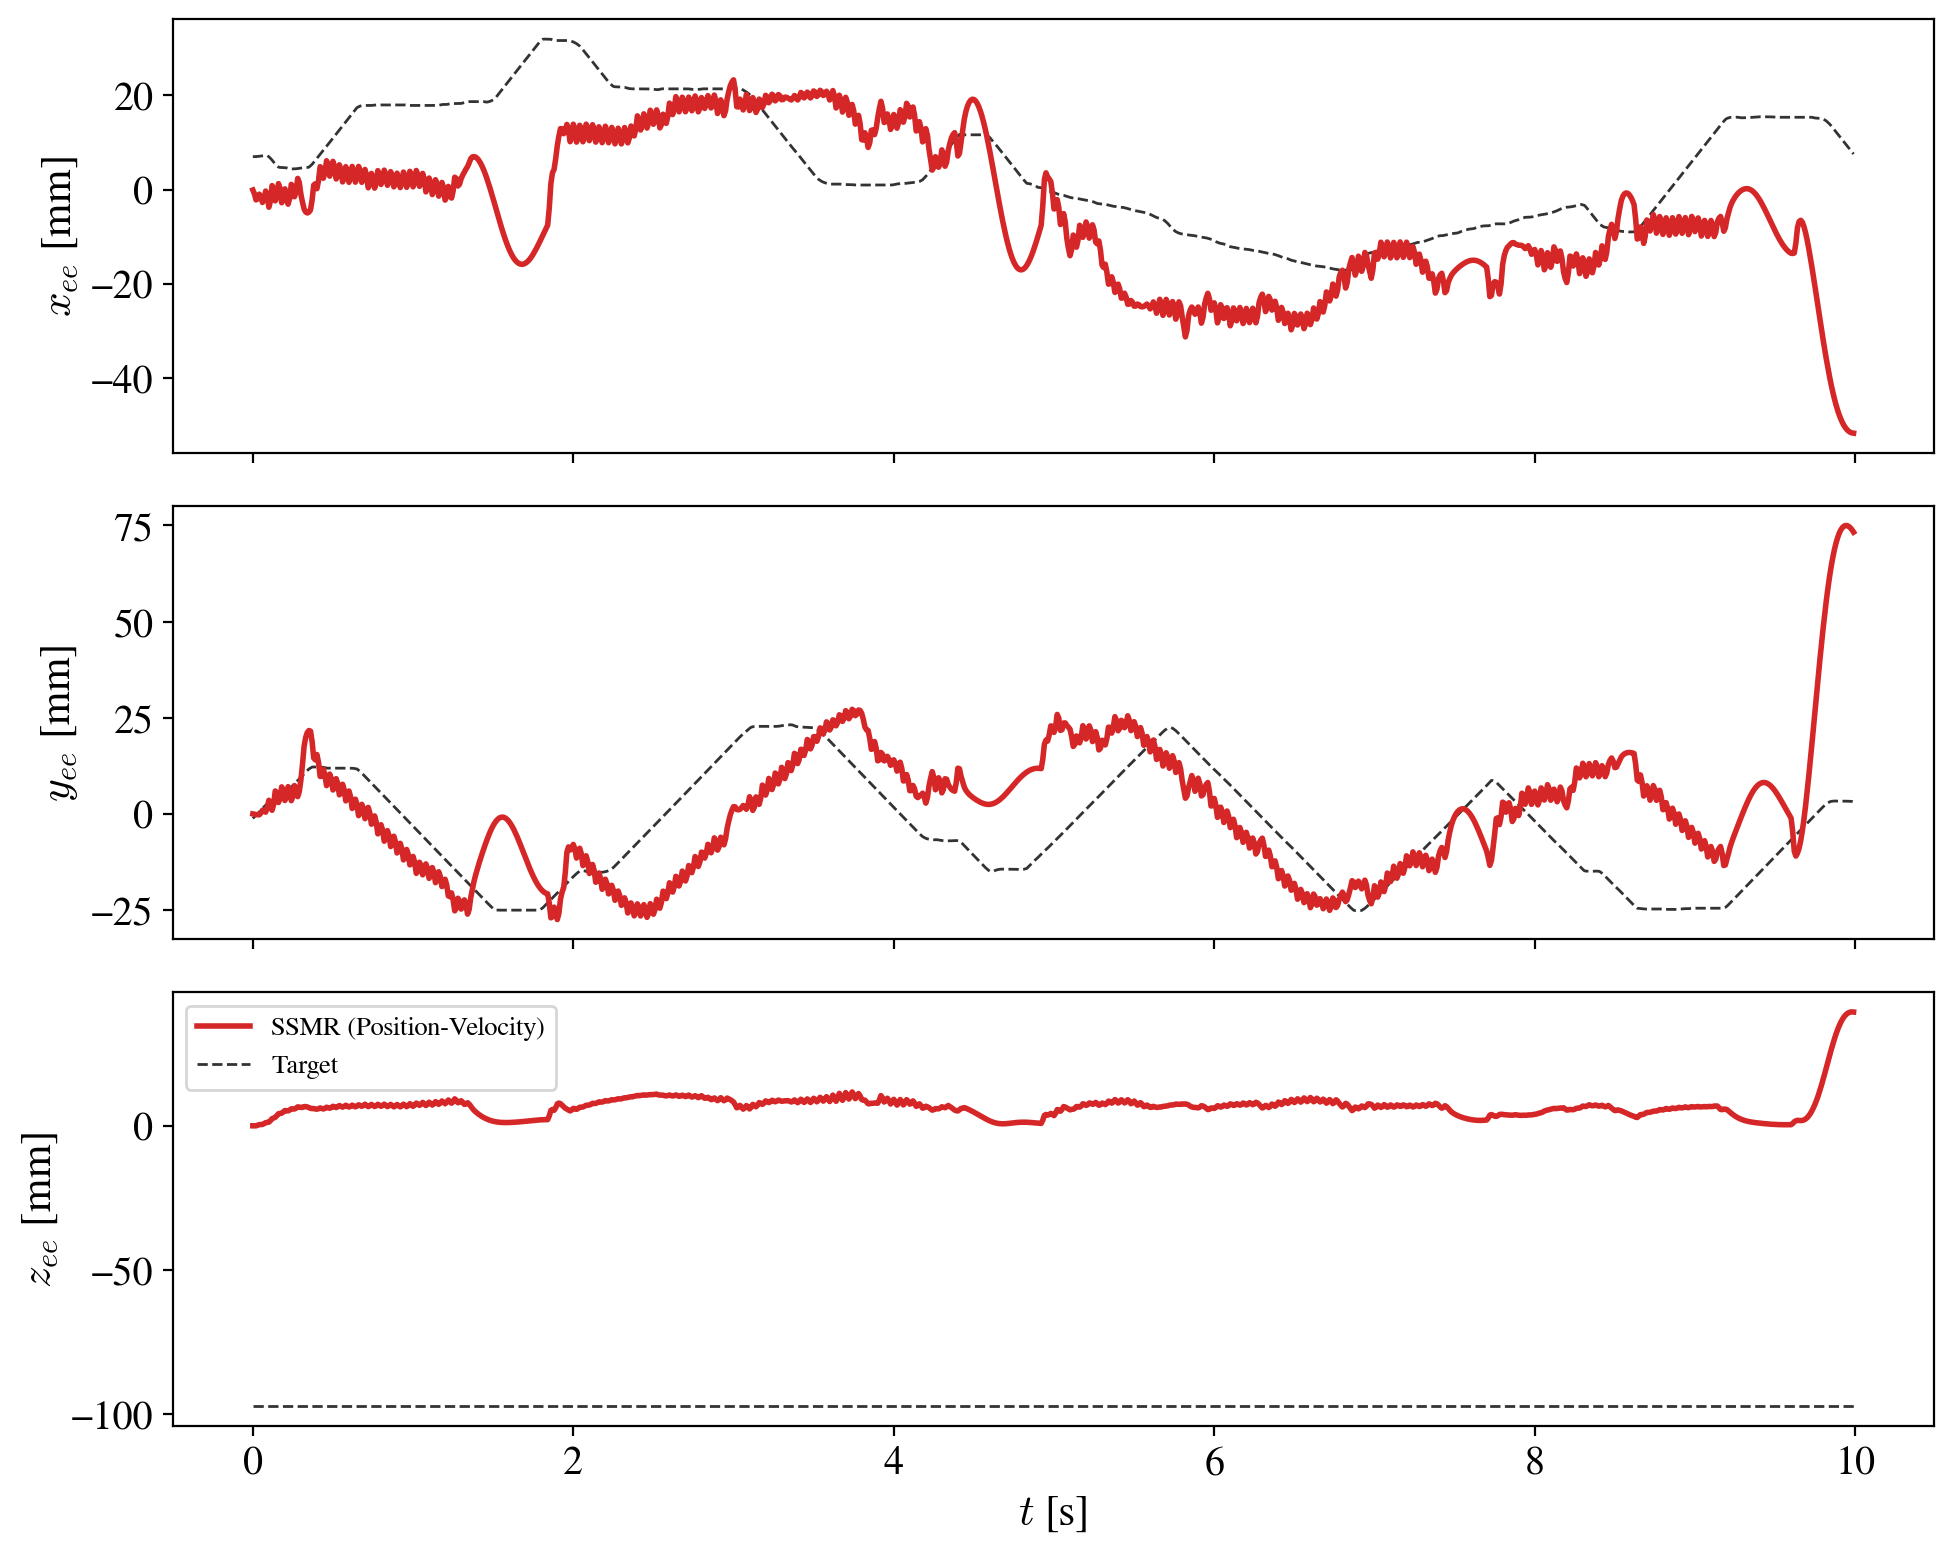 20
0
−20
−40
x_ee [mm]
75
50
25
0
−25
y_ee [mm]
SSMR (Position-Velocity)
Target
0
−50
−100
z_ee [mm]
0 2 4 6 8 10
t [s]